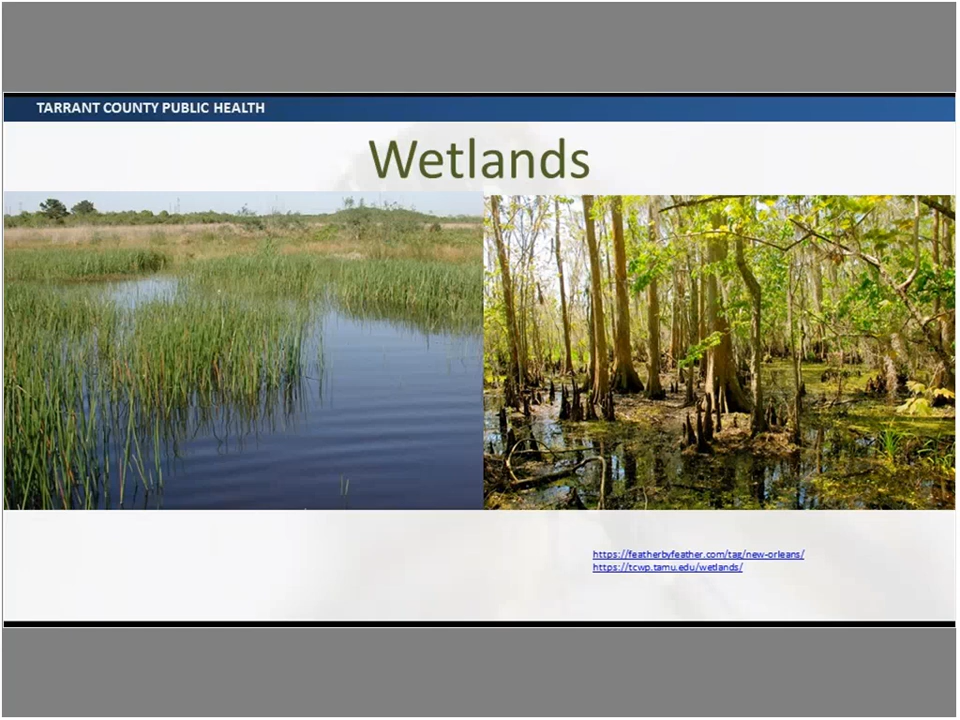 TARRANT COUNTY PUBLIC HEALTH
Wetlands
https://featherbyfeather.com/tag/new-orleans/
https://tcwp.tamu.edu/wetlands/